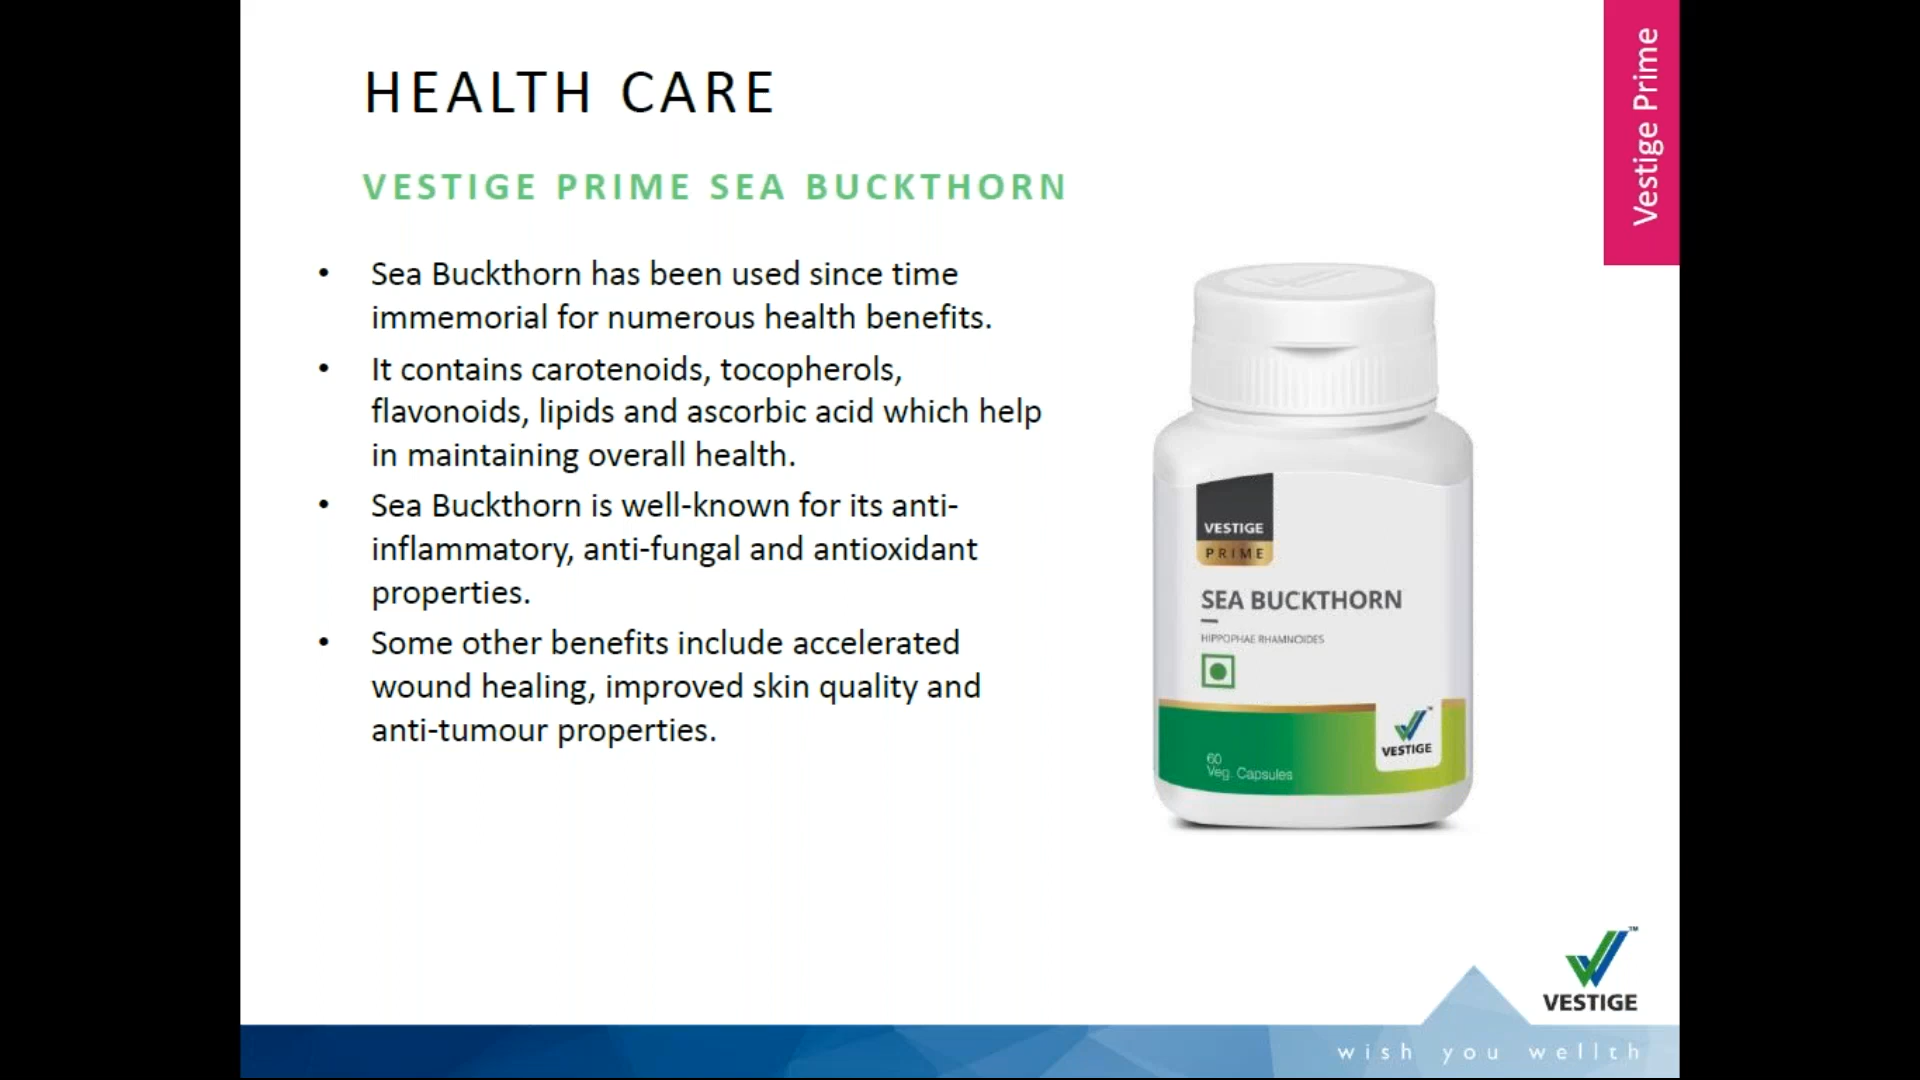 HEALTH CARE
Vestige Prime
VESTIGE PRIME SEA BUCKTHORN
• Sea Buckthorn has been used since time
immemorial for numerous health benefits.
• It contains carotenoids, tocopherols,
flavonoids, lipids and ascorbic acid which help
in maintaining overall health.
• Sea Buckthorn is well-known for its anti-
inflammatory, anti-fungal and antioxidant
properties.
• Some other benefits include accelerated
wound healing, improved skin quality and
anti-tumour properties.
VESTIGE
PRIME
SEA BUCKTHORN
HIPPOPHAE RHAMNOIDES
60
Veg. Capsules
VESTIGE
TM
VESTIGE
wish you wellth